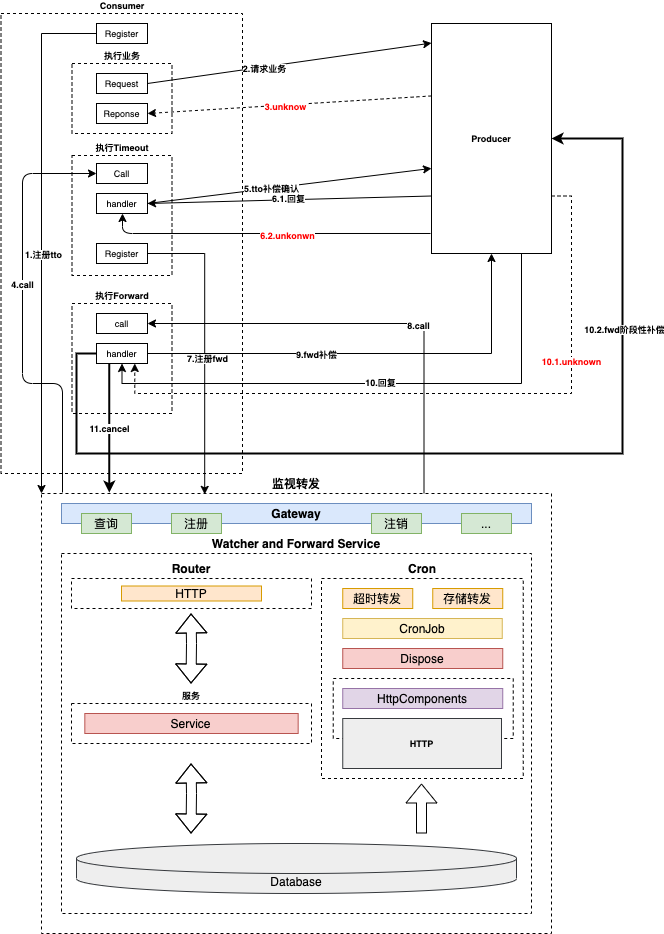 Consumer
Register
执行业务
Request
2.请求业务
Reponse
3.unknow
Producer
执行Timeout
Call
handler
5.tto补偿确认
6.1.回复
6.2.unkonwn
Register
1.注册tto
4.call
执行Forward
call
8.call
10.2.fwd阶段性补偿
handler
7.注册fwd
9.fwd补偿
10.1.unknown
10.回复
11.cancel
监视转发
Gateway
查询
注册
注销
...
Watcher and Forward Service
Router
Cron
HTTP
超时转发
存储转发
CronJob
Dispose
服务
HttpComponents
Service
HTTP
Database